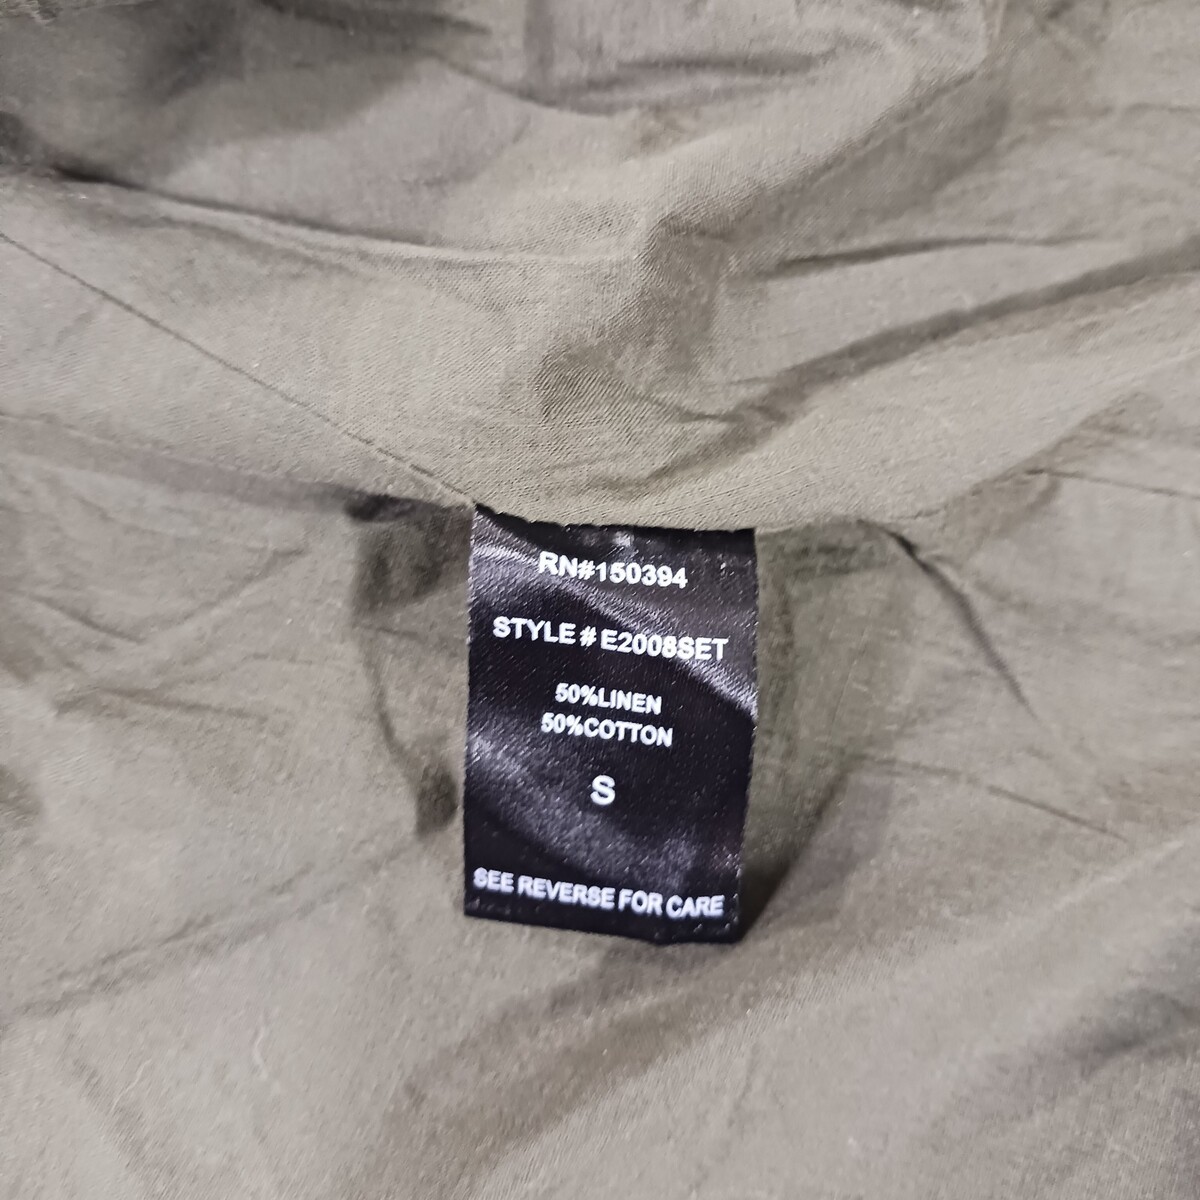 RN#150394
STYLE # E2008SET
50%LINEN
50%COTTON
S
SEE REVERSE FOR CARE